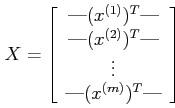 X = [ —(x⁽¹⁾)ᵀ—
—(x⁽²⁾)ᵀ—
⋮
—(x⁽ᵐ⁾)ᵀ— ]